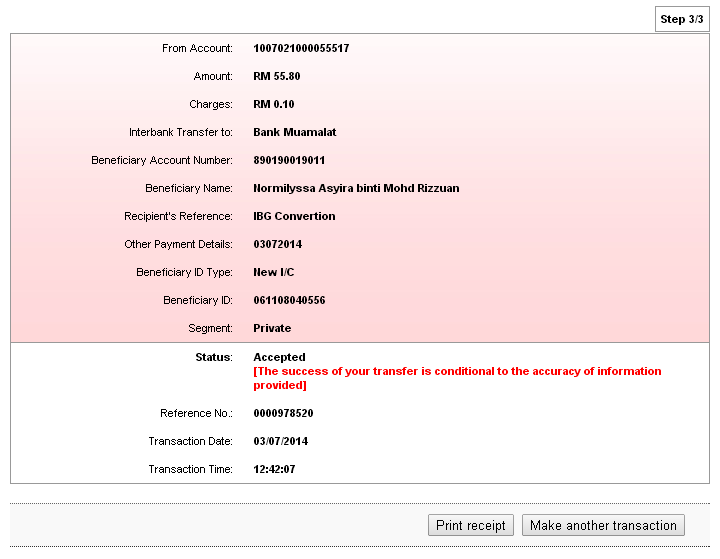 Step 3/3
From Account: 1007021000055517
Amount: RM 55.80
Charges: RM 0.10
Interbank Transfer to: Bank Muamalat
Beneficiary Account Number: 890190019011
Beneficiary Name: Normilyssa Asyira binti Mohd Rizzuan
Recipient's Reference: IBG Convertion
Other Payment Details: 03072014
Beneficiary ID Type: New I/C
Beneficiary ID: 061108040556
Segment: Private
Status: Accepted
[The success of your transfer is conditional to the accuracy of information
provided]
Reference No.: 0000978520
Transaction Date: 03/07/2014
Transaction Time: 12:42:07
Print receipt Make another transaction